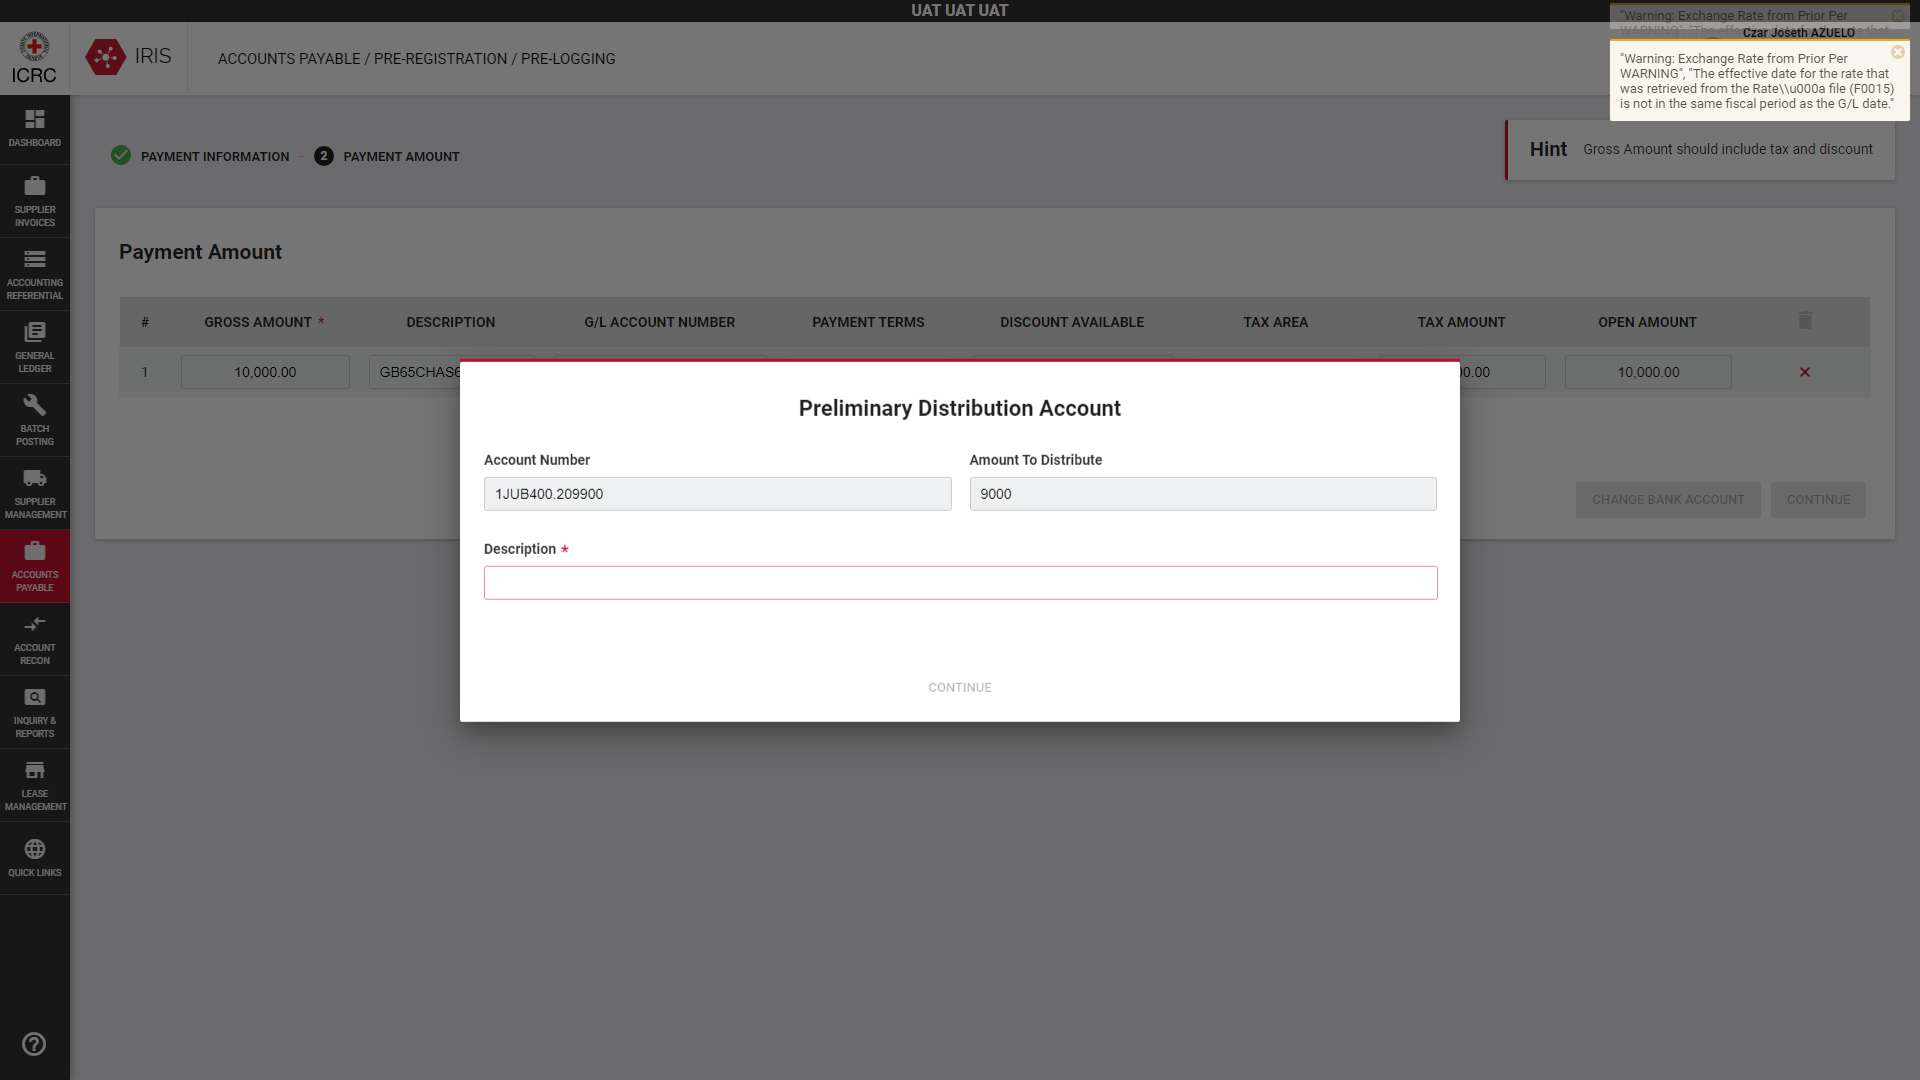 UAT UAT UAT
ICRC
IRIS
ACCOUNTS PAYABLE / PRE-REGISTRATION / PRE-LOGGING
"Warning: Exchange Rate from Prior Per
Czar Joseth AZUELO
"Warning: Exchange Rate from Prior Per
WARNING", "The effective date for the rate that
was retrieved from the Rate\\u000a file (F0015)
is not in the same fiscal period as the G/L date."
DASHBOARD
SUPPLIER
INVOICES
ACCOUNTING
REFERENTIAL
GENERAL
LEDGER
BATCH
POSTING
SUPPLIER
MANAGEMENT
ACCOUNTS
PAYABLE
ACCOUNT
RECON
INQUIRY &
REPORTS
LEASE
MANAGEMENT
QUICK LINKS
PAYMENT INFORMATION
2 PAYMENT AMOUNT
Hint Gross Amount should include tax and discount
Payment Amount
# GROSS AMOUNT * DESCRIPTION G/L ACCOUNT NUMBER PAYMENT TERMS DISCOUNT AVAILABLE TAX AREA TAX AMOUNT OPEN AMOUNT
1 10,000.00 GB65CHAS 0.00 10,000.00
CHANGE BANK ACCOUNT CONTINUE
Preliminary Distribution Account
Account Number Amount To Distribute
1JUB400.209900 9000
Description *
CONTINUE